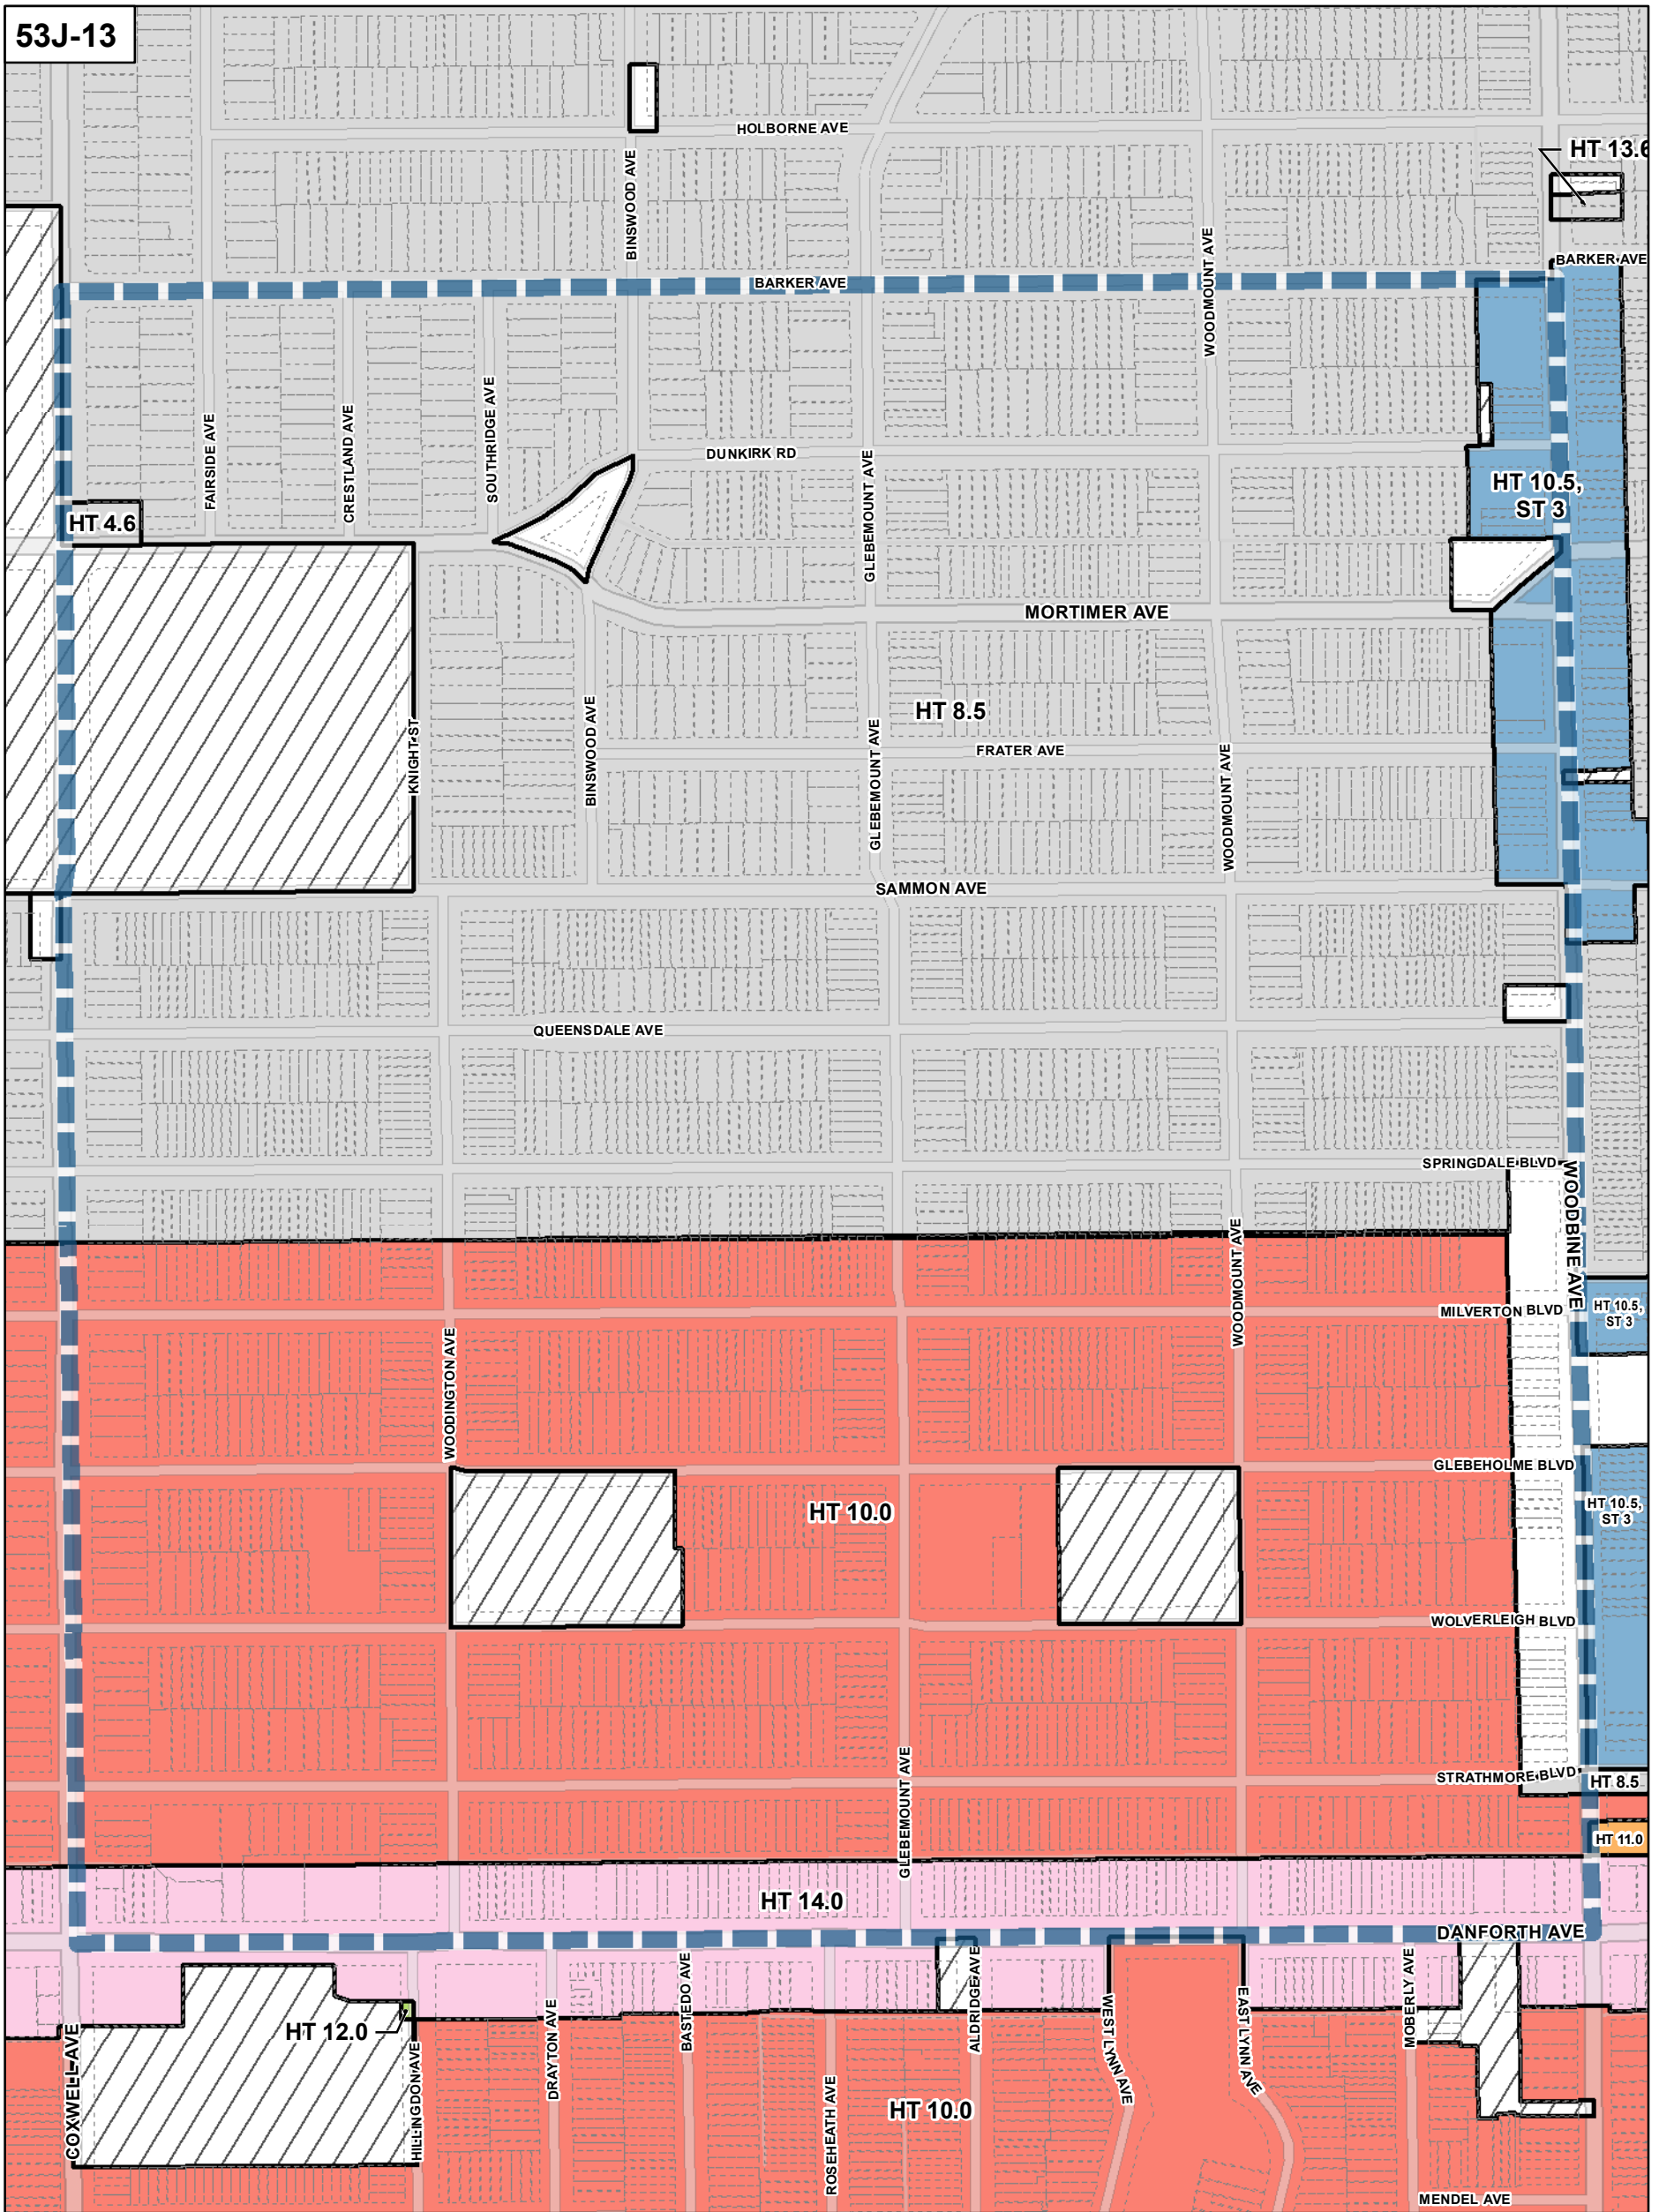 53J-13
HOLBORNE AVE
HT 13.6
BINSWOOD AVE
WOODMOUNT AVE
BARKER AVE
BARKER AVE
FAIRSIDE AVE
CRESTLAND AVE
SOUTHRIDGE AVE
DUNKIRK RD
GLEBEMOUNT AVE
HT 10.5,
ST 3
HT 4.6
MORTIMER AVE
KNIGHT ST
BINSWOOD AVE
GLEBEMOUNT AVE
HT 8.5
FRATER AVE
WOODMOUNT AVE
SAMMON AVE
QUEENSDALE AVE
SPRINGDALE BLVD
WOODBINE AVE
WOODMOUNT AVE
MILVERTON BLVD
HT 10.5,
ST 3
WOODINGTON AVE
GLEBEHOLME BLVD
HT 10.0
HT 10.5,
ST 3
WOLVERLEIGH BLVD
GLEBEMOUNT AVE
STRATHMORE BLVD
HT 8.5
HT 11.0
HT 14.0
DANFORTH AVE
COXWELL AVE
HT 12.0
HILLINGDON AVE
DRAYTON AVE
BASTEDO AVE
ROSEHEATH AVE
ALDRIDGE AVE
WEST LYNN AVE
EAST LYNN AVE
MOBERLY AVE
HT 10.0
MENDEL AVE